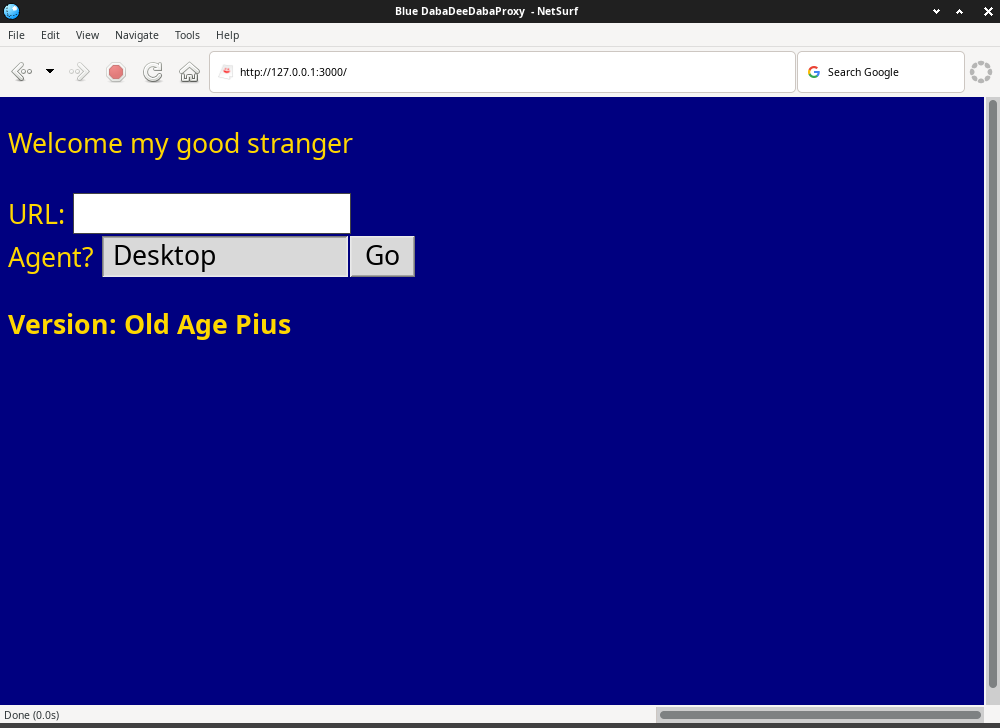 Blue DabaDeeDabaProxy - NetSurf
File Edit View Navigate Tools Help
http://127.0.0.1:3000/ Search Google
Welcome my good stranger
URL:
Agent? Desktop Go
Version: Old Age Pius
Done (0.0s)